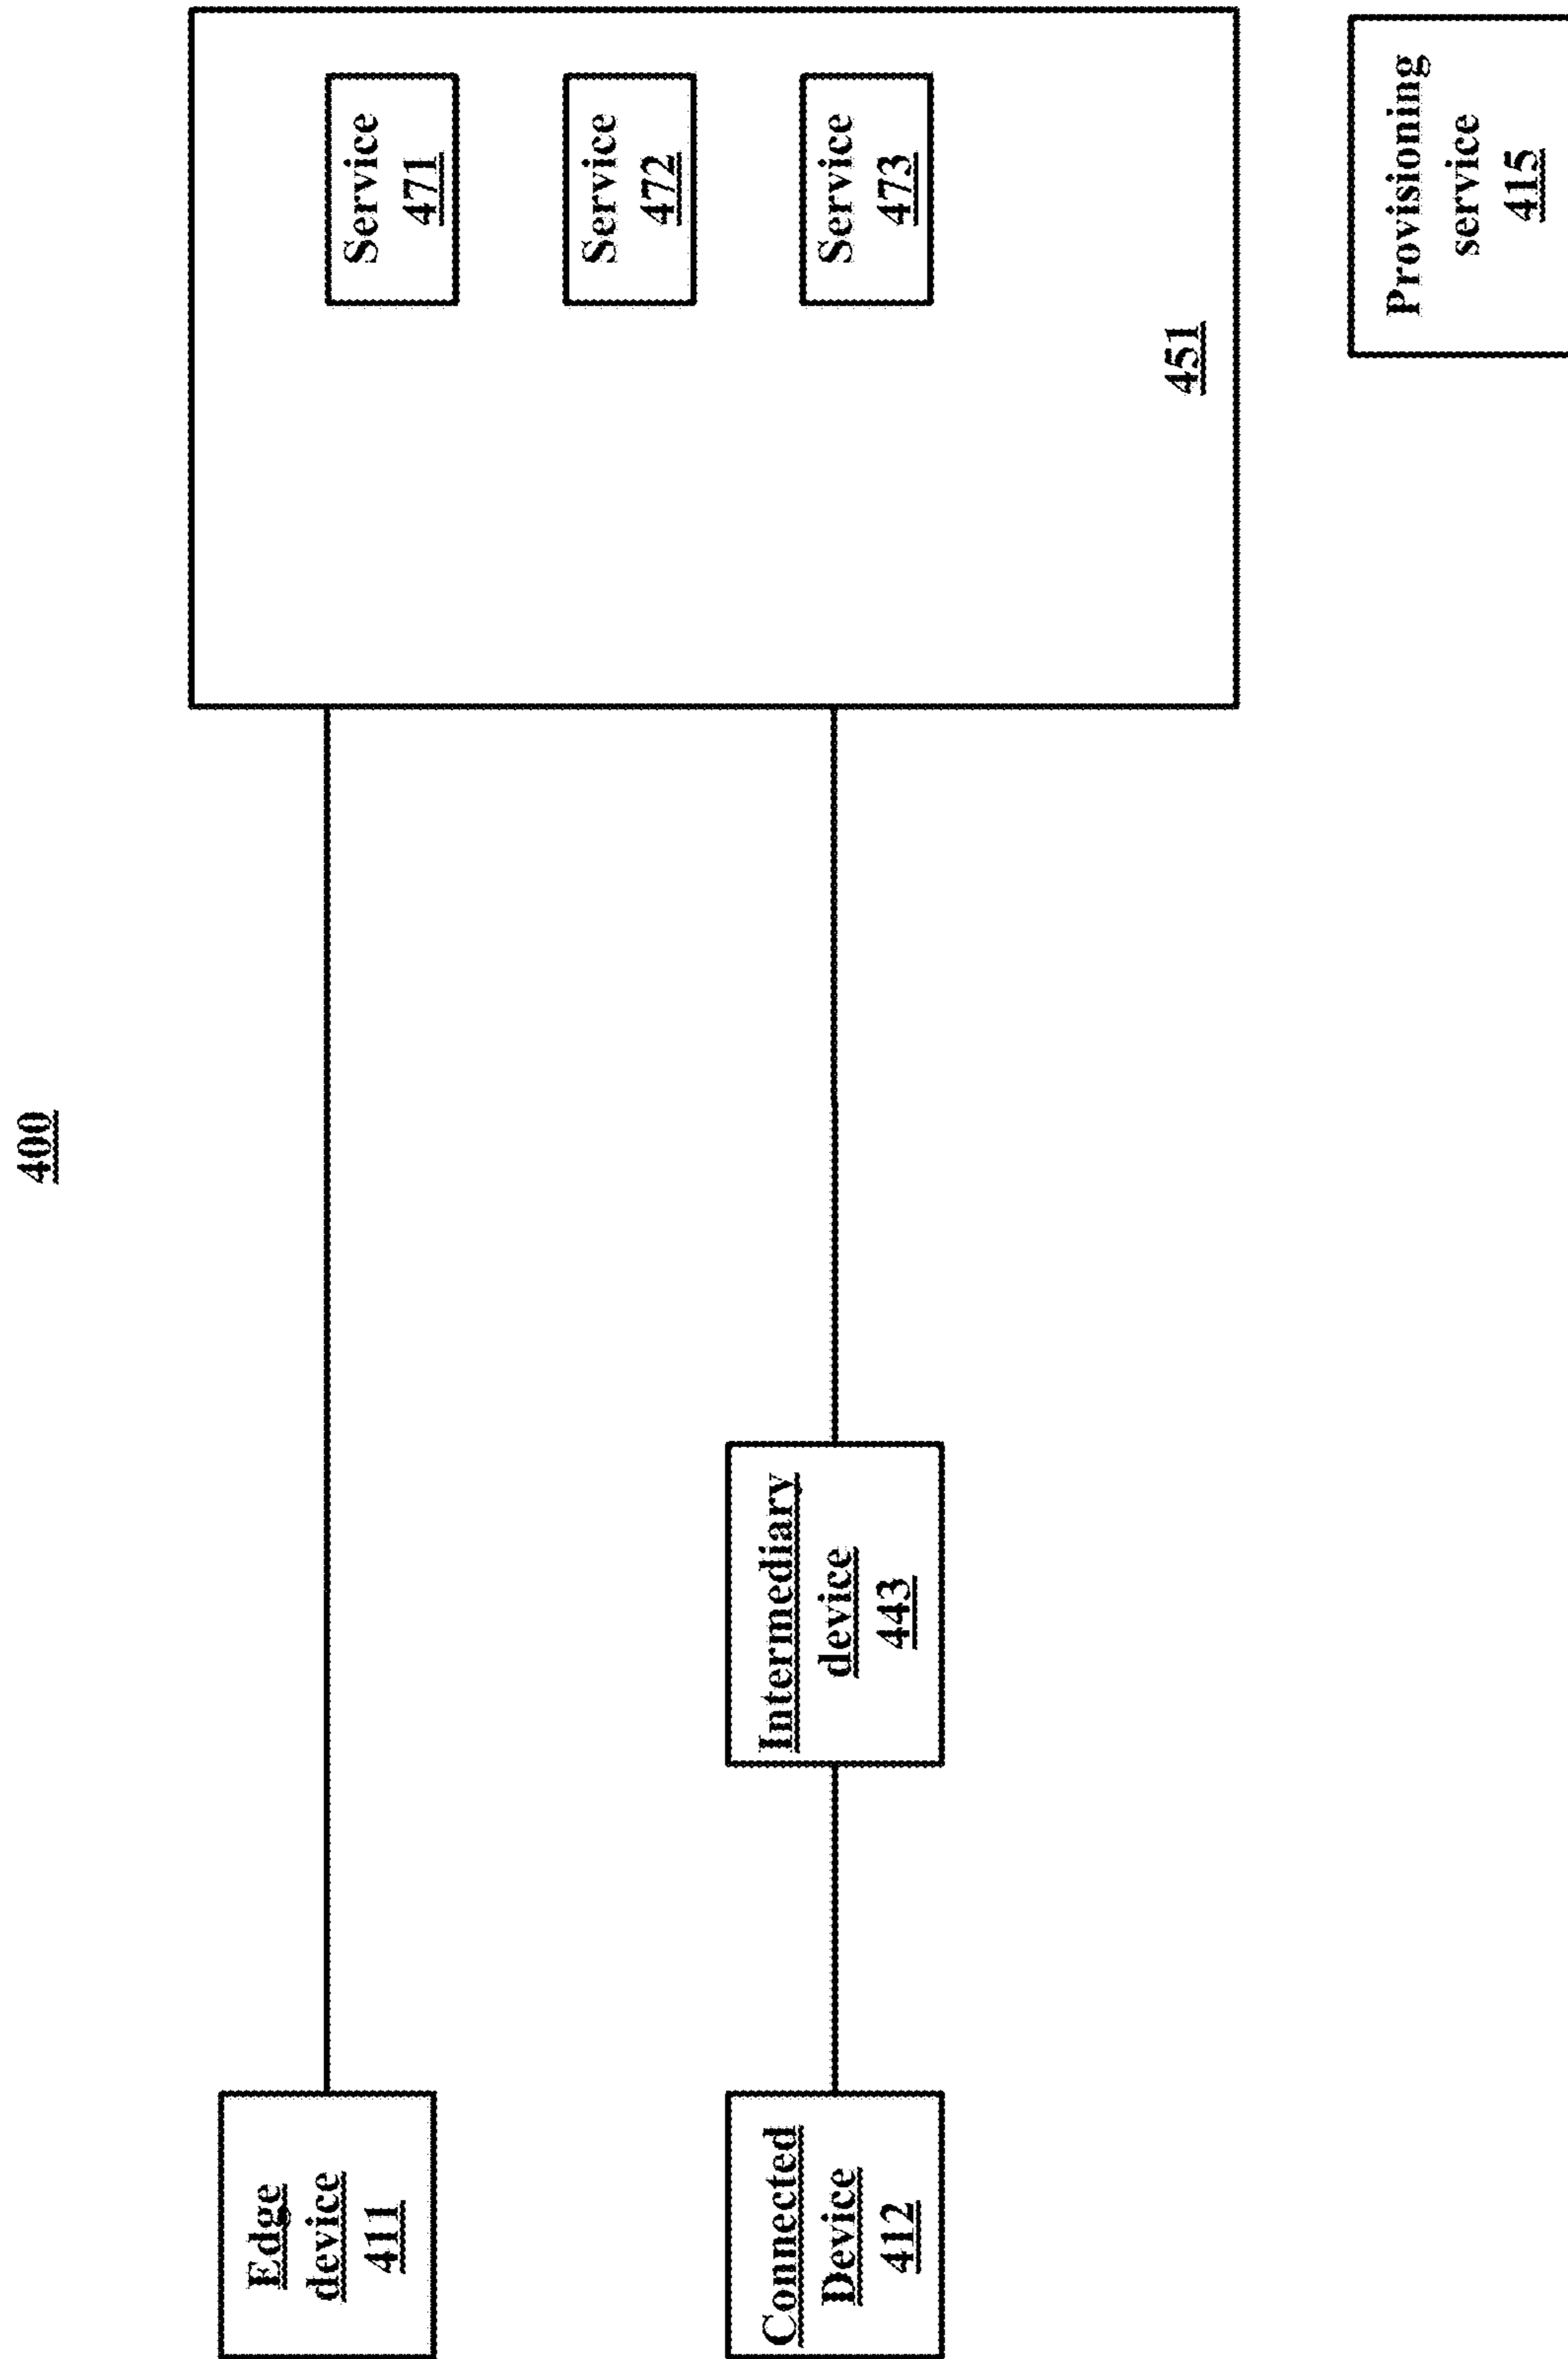 400
Edge
device
411
Connected
Device
412
Intermediary
device
443
Service
471
Service
472
Service
473
451
Provisioning
service
415